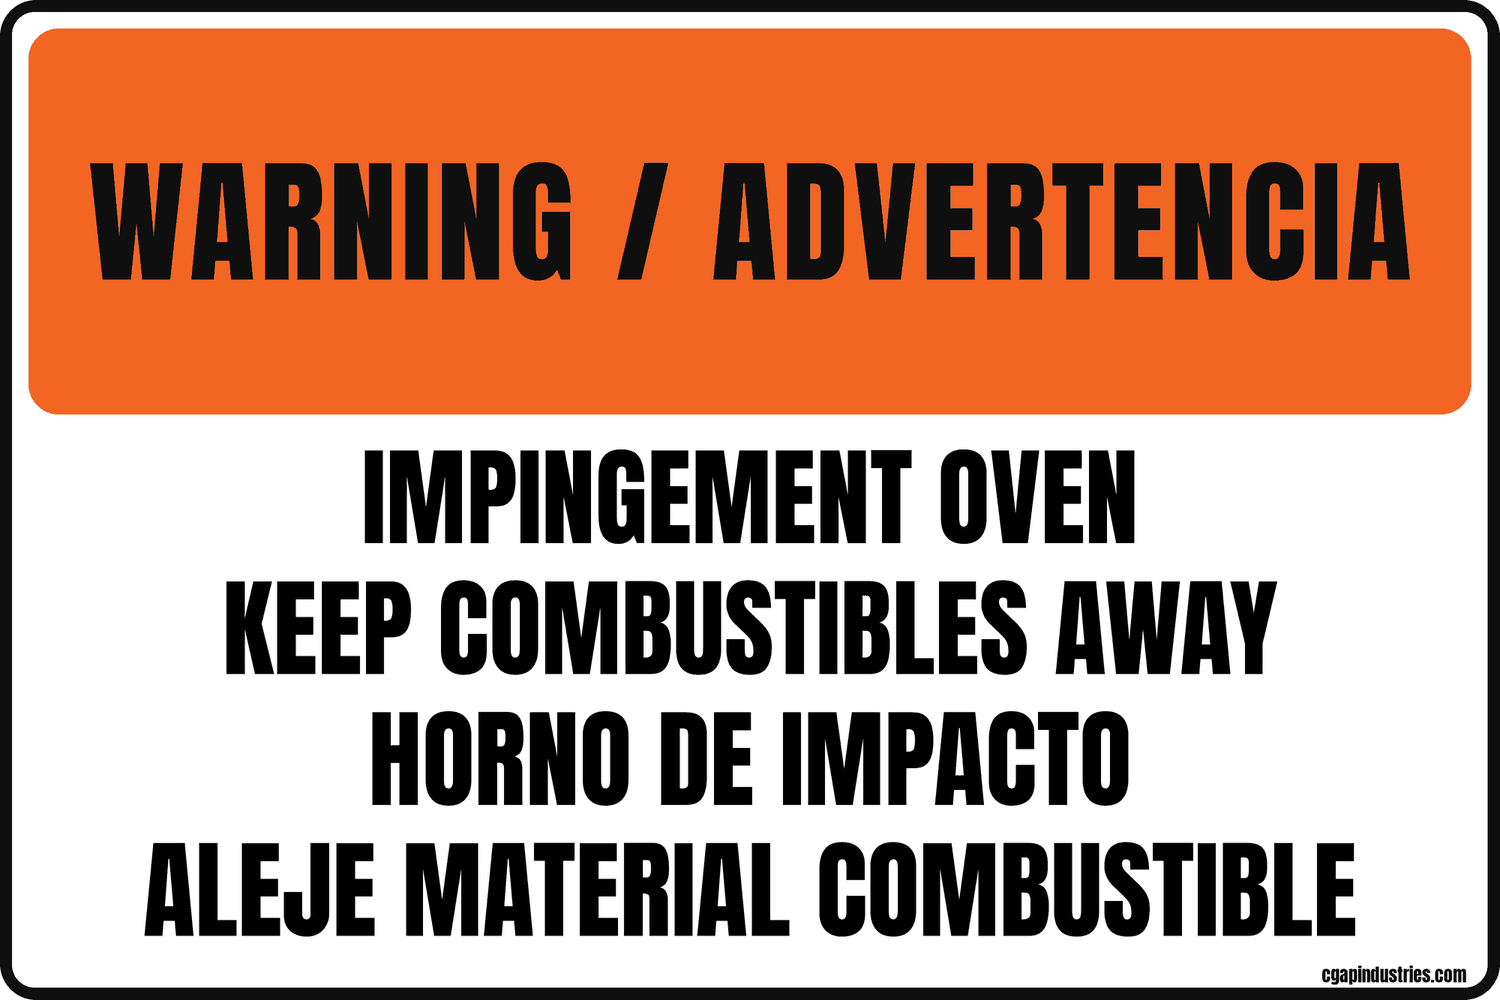 WARNING / ADVERTENCIA
IMPINGEMENT OVEN
KEEP COMBUSTIBLES AWAY
HORNO DE IMPACTO
ALEJE MATERIAL COMBUSTIBLE
cgapindustries.com